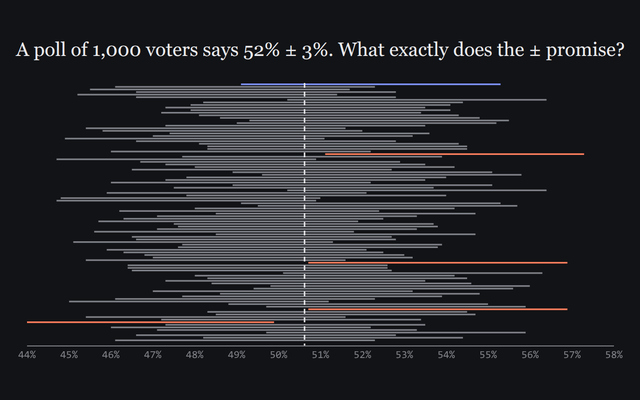 A poll of 1,000 voters says 52% ± 3%. What exactly does the ± promise?
44% 45% 46% 47% 48% 49% 50% 51% 52% 53% 54% 55% 56% 57% 58%